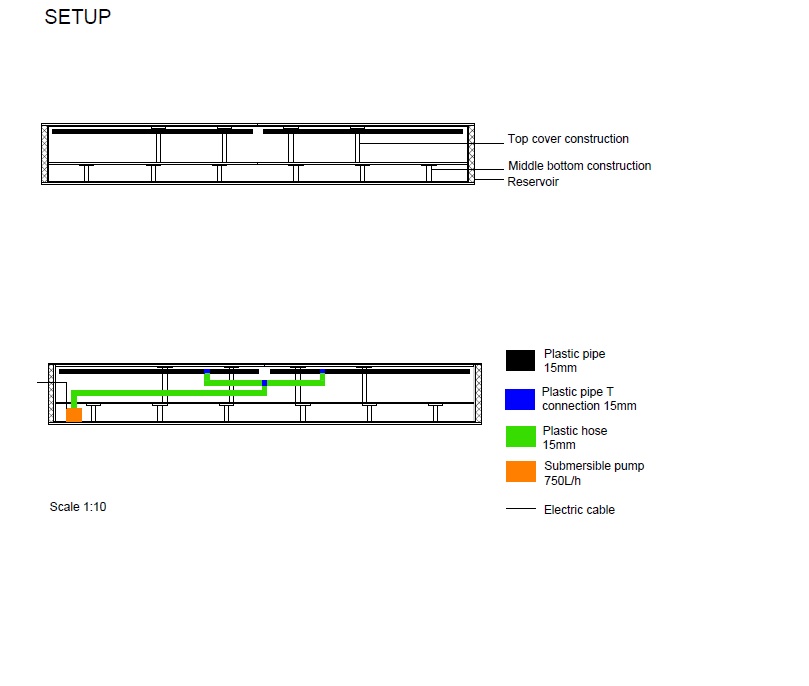 SETUP
Top cover construction
Middle bottom construction
Reservoir
Plastic pipe
15mm
Plastic pipe T
connection 15mm
Plastic hose
15mm
Submersible pump
750L/h
Scale 1:10
Electric cable